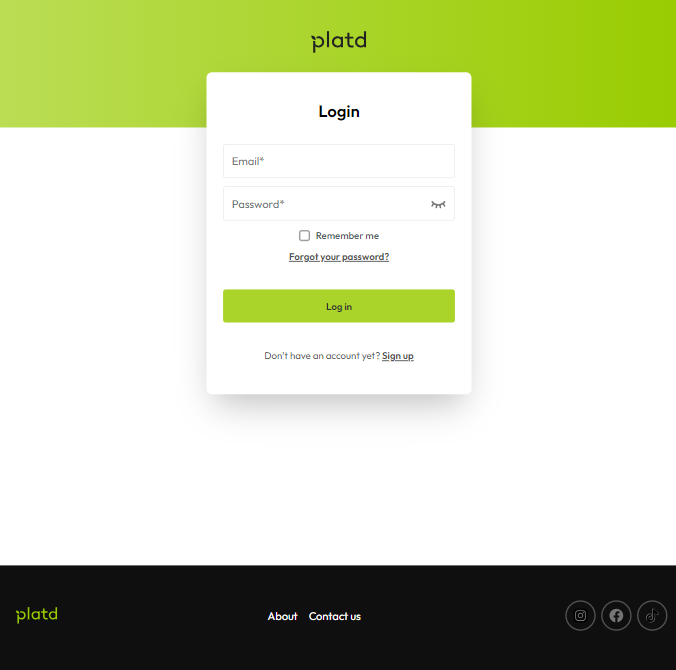 platd
Login
Email*
Password*
Remember me
Forgot your password?
Log in
Don't have an account yet? Sign up
platd
About Contact us